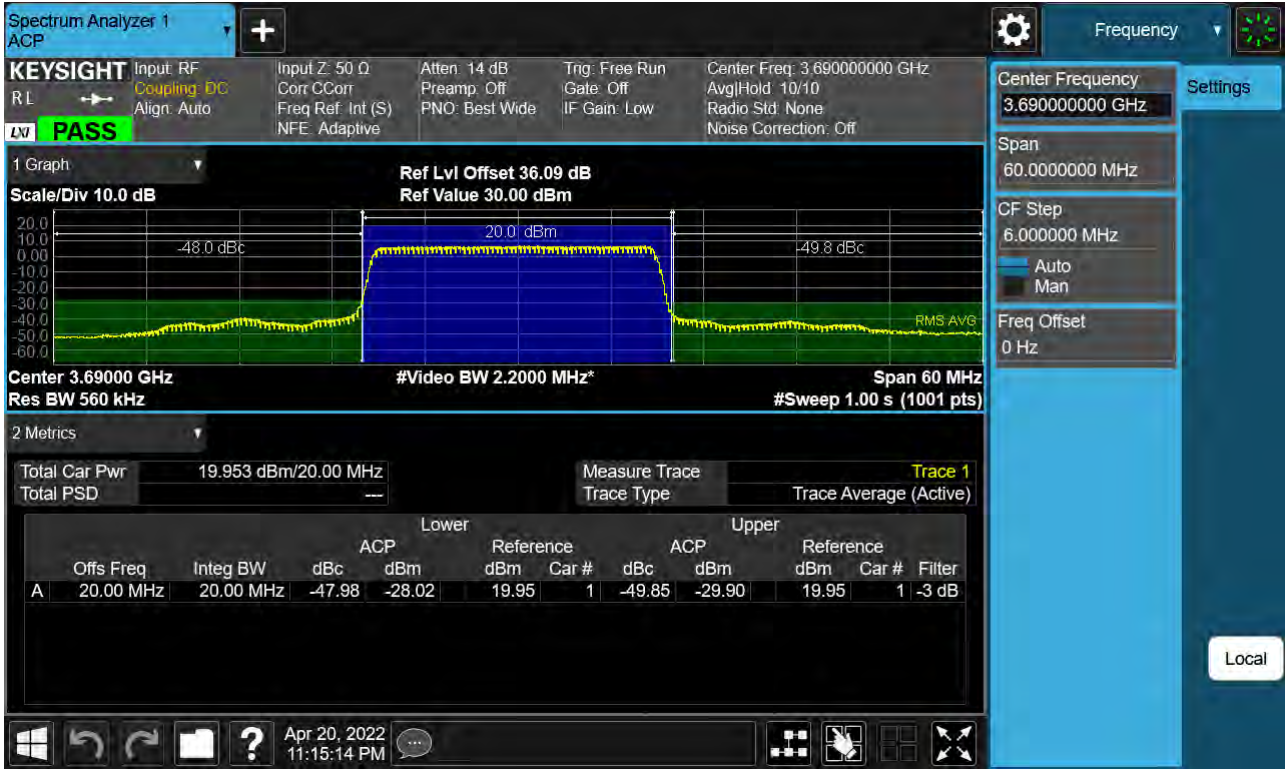 Spectrum Analyzer 1
ACP
+
Frequency
KEYSIGHT
RL
LXI PASS
Input: RF
Coupling: DC
Align: Auto
Input Z: 50 Ω
Corr CCorr
Freq Ref: Int (S)
NFE: Adaptive
Atten: 14 dB
Preamp: Off
PNO: Best Wide
Trig: Free Run
Gate: Off
IF Gain: Low
Center Freq: 3.690000000 GHz
Avg|Hold: 10/10
Radio Std: None
Noise Correction: Off
1 Graph
Scale/Div 10.0 dB
Ref Lvl Offset 36.09 dB
Ref Value 30.00 dBm
20.0
10.0
0.00
-10.0
-20.0
-30.0
-40.0
-50.0
-60.0
-48.0 dBc
20.0 dBm
-49.8 dBc
RMS AVG
Center 3.69000 GHz #Video BW 2.2000 MHz* Span 60 MHz
Res BW 560 kHz #Sweep 1.00 s (1001 pts)
2 Metrics
Total Car Pwr 19.953 dBm/20.00 MHz Measure Trace Trace 1
Total PSD --- Trace Type Trace Average (Active)
Lower Upper
ACP Reference ACP Reference
Offs Freq Integ BW dBc dBm dBm Car # dBc dBm dBm Car # Filter
A 20.00 MHz 20.00 MHz -47.98 -28.02 19.95 1 -49.85 -29.90 19.95 1 -3 dB
?
Apr 20, 2022
11:15:14 PM
Center Frequency
3.690000000 GHz
Span
60.0000000 MHz
CF Step
6.000000 MHz
Auto
Man
Freq Offset
0 Hz
Settings
Local